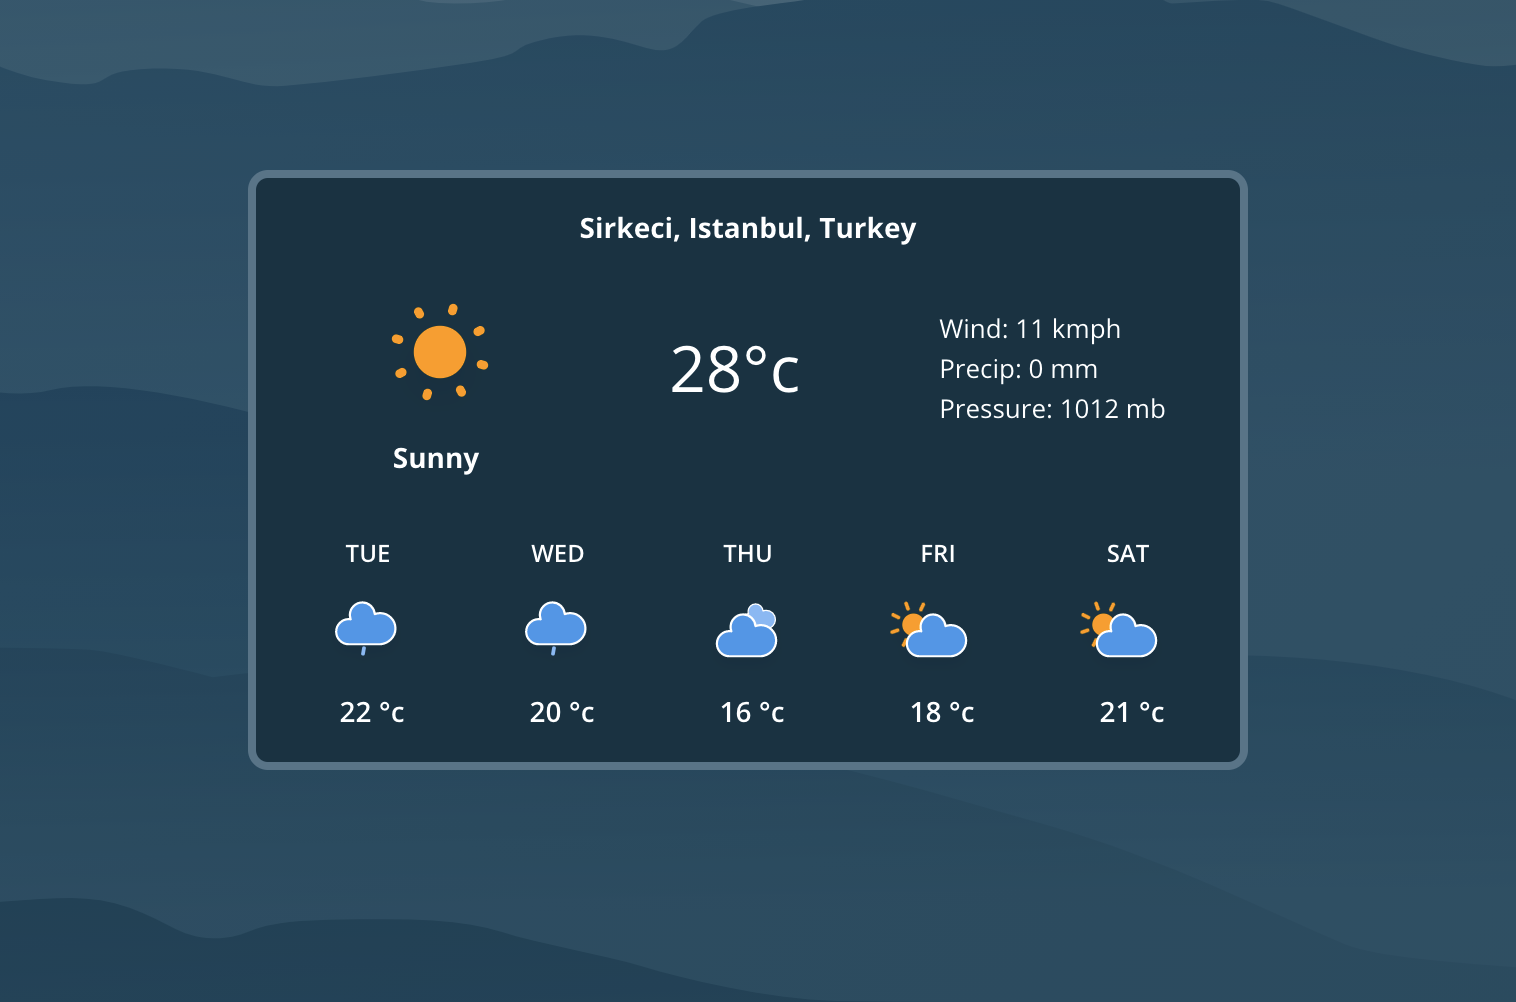 Sirkeci, Istanbul, Turkey
Sunny
28°c
Wind: 11 kmph
Precip: 0 mm
Pressure: 1012 mb
TUE WED THU FRI SAT
22 °c 20 °c 16 °c 18 °c 21 °c